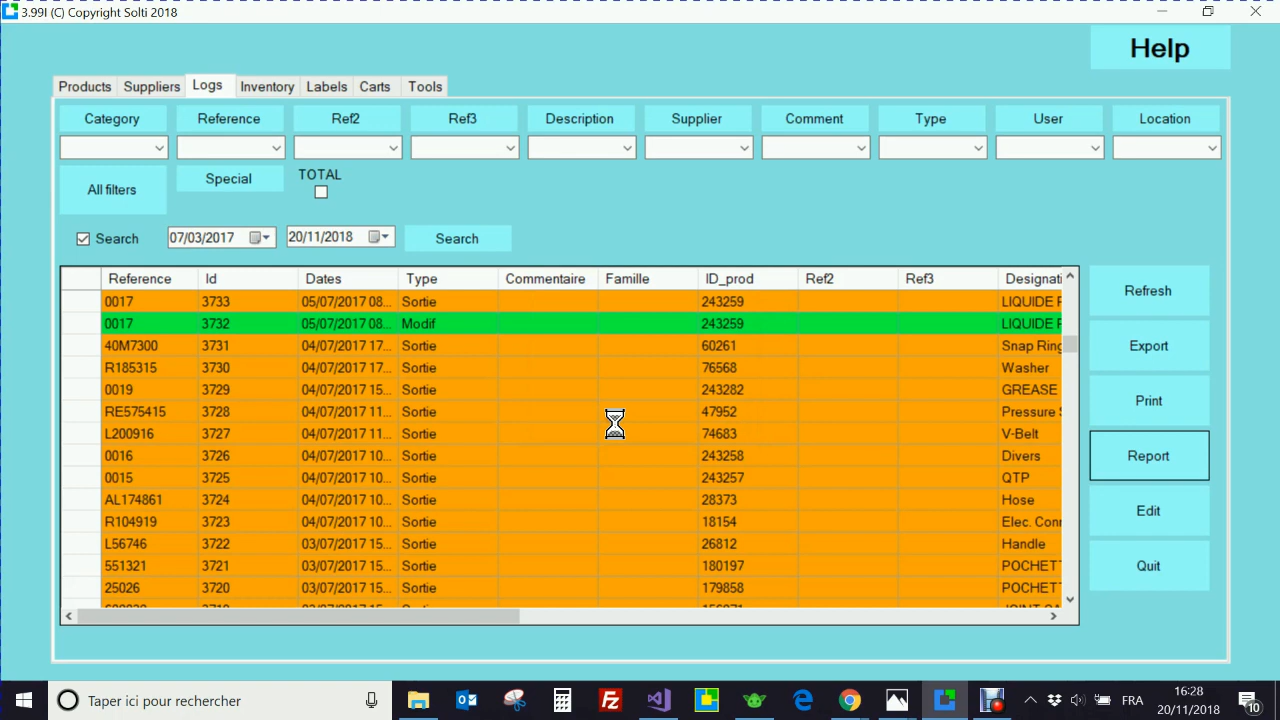 3.99I (C) Copyright Solti 2018
Help
Products Suppliers Logs Inventory Labels Carts Tools
Category Reference Ref2 Ref3 Description Supplier Comment Type User Location
All filters Special TOTAL
Search 07/03/2017 20/11/2018 Search
Reference Id Dates Type Commentaire Famille ID_prod Ref2 Ref3 Designati
0017 3733 05/07/2017 08... Sortie 243259 LIQUIDE
0017 3732 05/07/2017 08... Modif 243259 LIQUIDE
40M7300 3731 04/07/2017 17... Sortie 60261 Snap Ring
R185315 3730 04/07/2017 17... Sortie 76568 Washer
0019 3729 04/07/2017 15... Sortie 243282 GREASE
RE575415 3728 04/07/2017 11... Sortie 47952 Pressure
L200916 3727 04/07/2017 11... Sortie 74683 V-Belt
0016 3726 04/07/2017 10... Sortie 243258 Divers
0015 3725 04/07/2017 10... Sortie 243257 QTP
AL174861 3724 04/07/2017 10... Sortie 28373 Hose
R104919 3723 04/07/2017 10... Sortie 18154 Elec. Con
L56746 3722 03/07/2017 15... Sortie 26812 Handle
551321 3721 03/07/2017 15... Sortie 180197 POCHET
25026 3720 03/07/2017 15... Sortie 179858 POCHET
Refresh
Export
Print
Report
Edit
Quit
Taper ici pour rechercher
FRA
16:28
20/11/2018
10